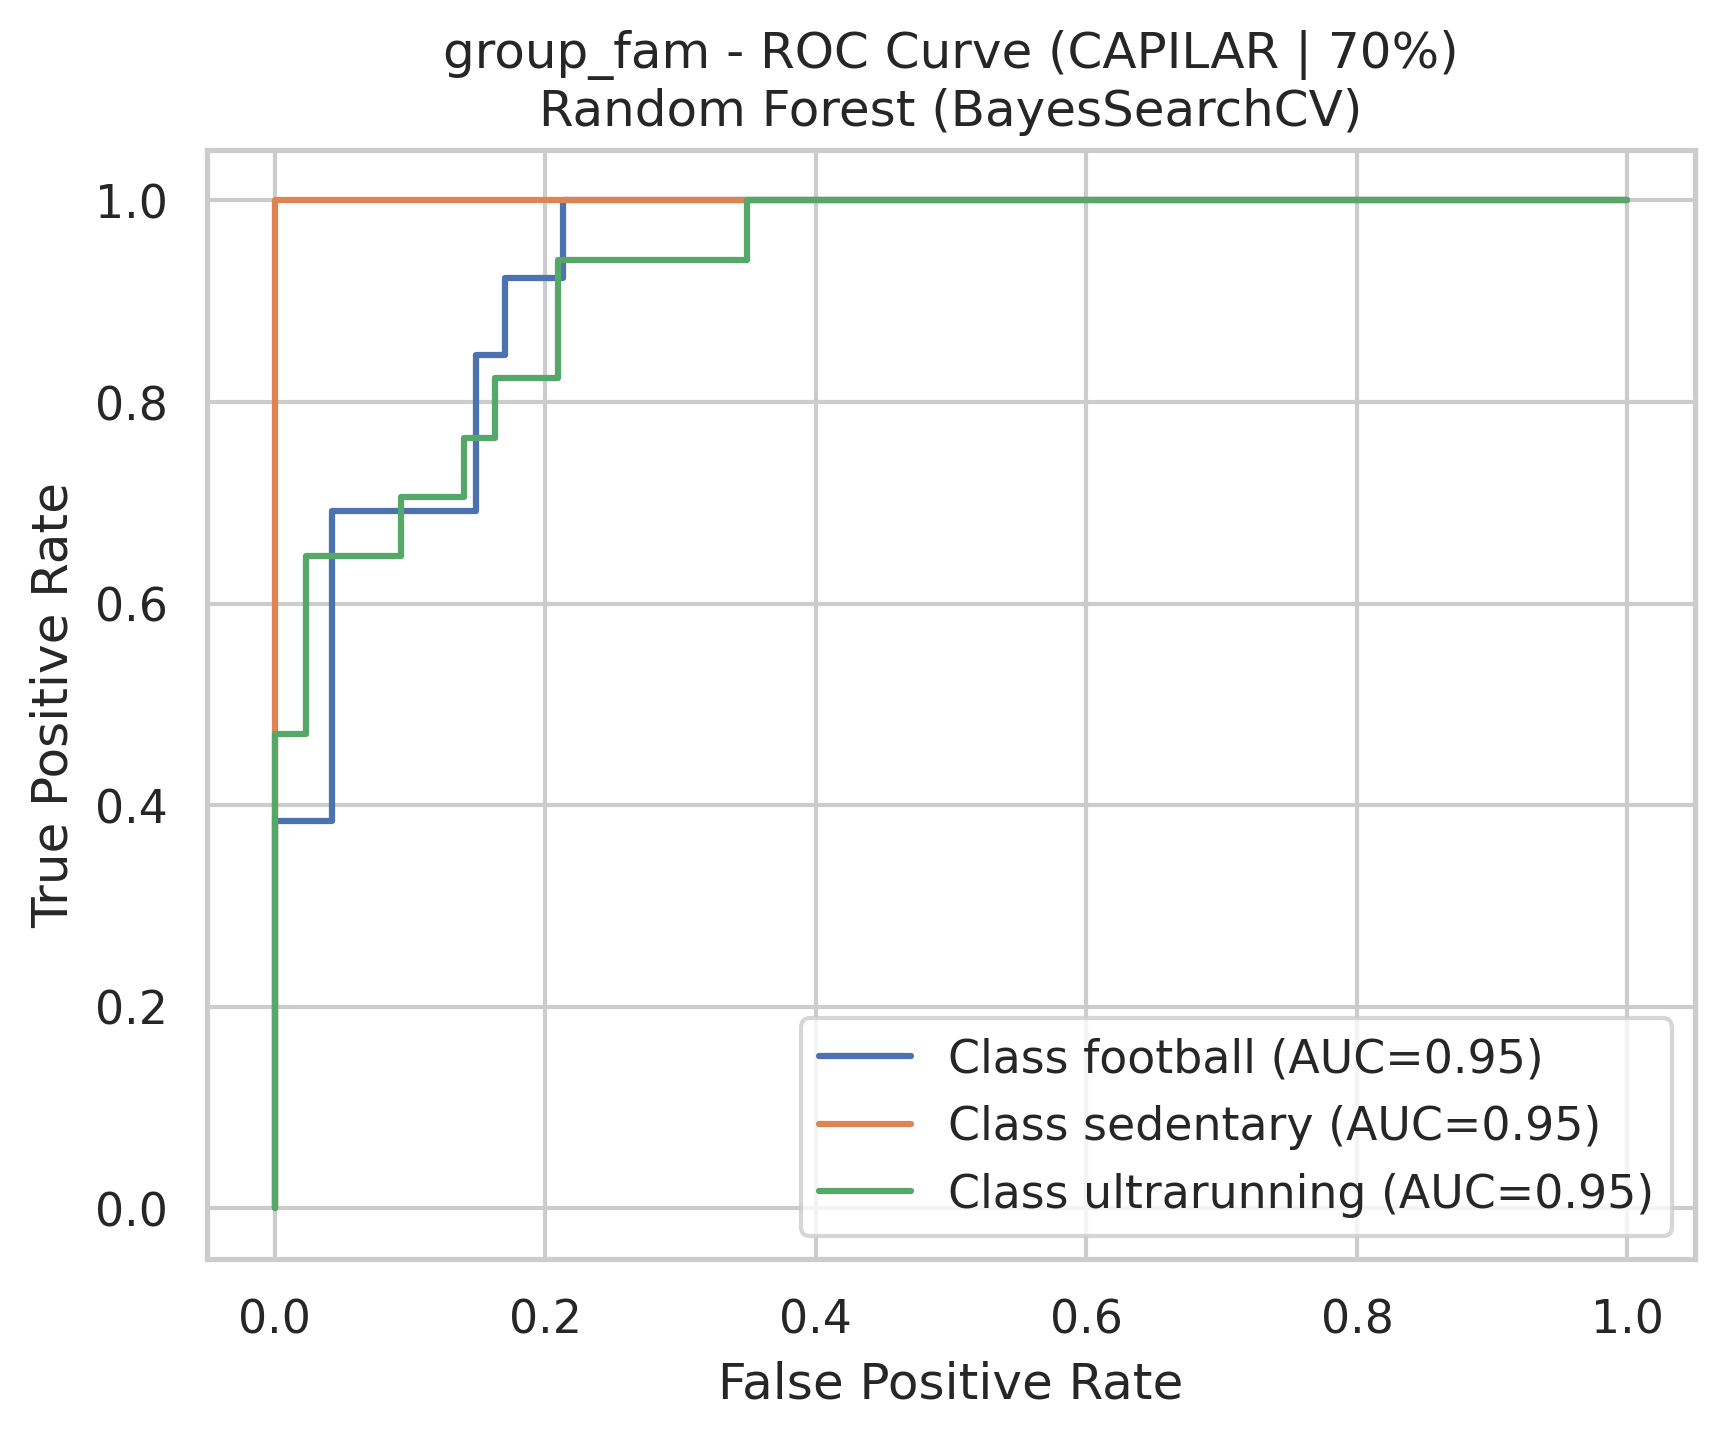 group_fam - ROC Curve (CAPILAR | 70%)
Random Forest (BayesSearchCV)
1.0
0.8
0.6
0.4
0.2
0.0
True Positive Rate
Class football (AUC=0.95)
Class sedentary (AUC=0.95)
Class ultrarunning (AUC=0.95)
0.0 0.2 0.4 0.6 0.8 1.0
False Positive Rate